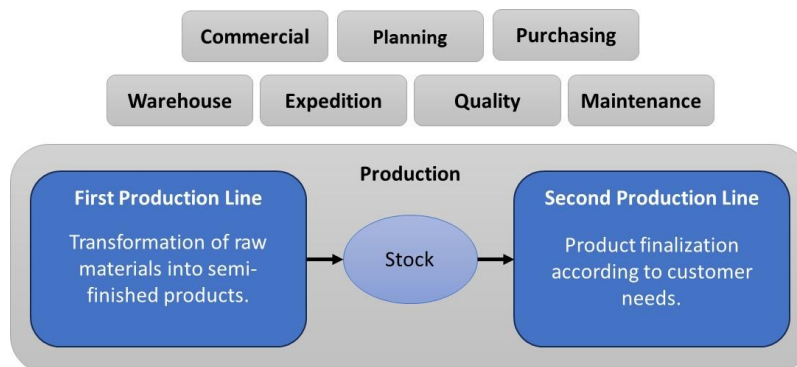 Commercial
Planning
Purchasing
Warehouse
Expedition
Quality
Maintenance
Production
First Production Line
Transformation of raw
materials into semi-
finished products.
Stock
Second Production Line
Product finalization
according to customer
needs.